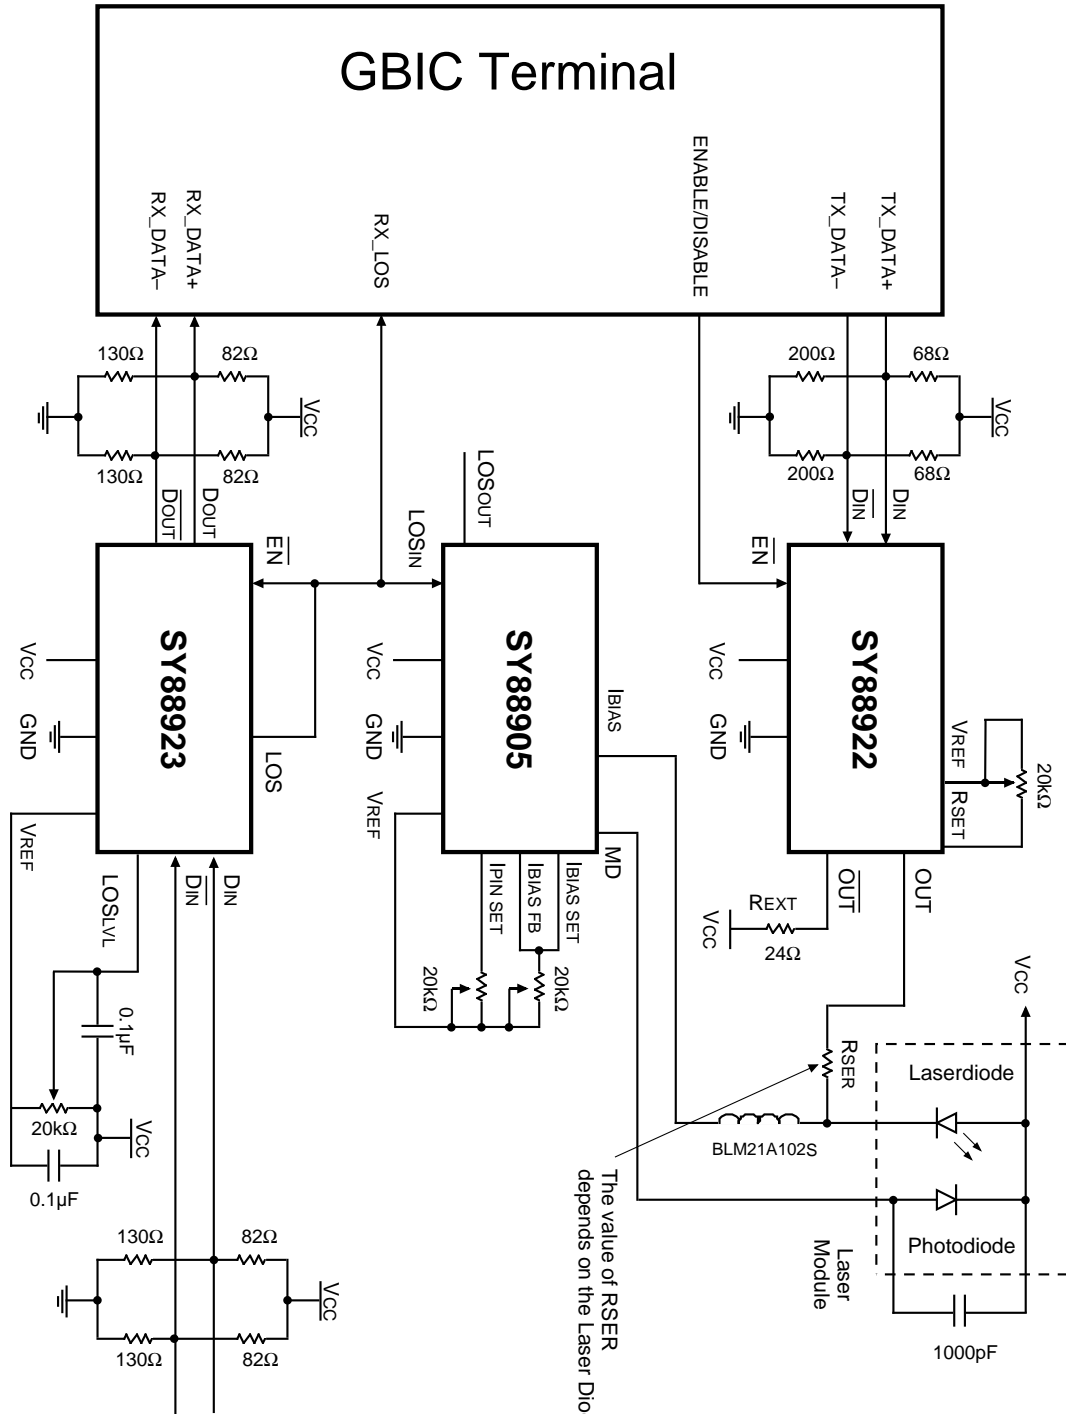 GBIC Terminal
RX_DATA–
RX_DATA+
RX_LOS
ENABLE/DISABLE
TX_DATA–
TX_DATA+
130Ω
82Ω
VCC
130Ω
82Ω
200Ω
68Ω
VCC
200Ω
68Ω
DOUT
DOUT
EN
LOSIN
LOSOUT
EN
DIN
DIN
SY88923
VCC
GND
VREF
LOS
LOSLVL
DIN
DIN
SY88905
VCC
GND
VREF
IBIAS
MD
IPIN SET
IBIAS FB
IBIAS SET
20kΩ
20kΩ
SY88922
VCC
GND
VREF
RSET
20kΩ
OUT
OUT
REXT
24Ω
VCC
VCC
RSER
Laserdiode
BLM21A102S
Photodiode
Laser
Module
1000pF
The value of RSER
depends on the Laser Dio
0.1µF
20kΩ
VCC
0.1µF
130Ω
82Ω
VCC
130Ω
82Ω